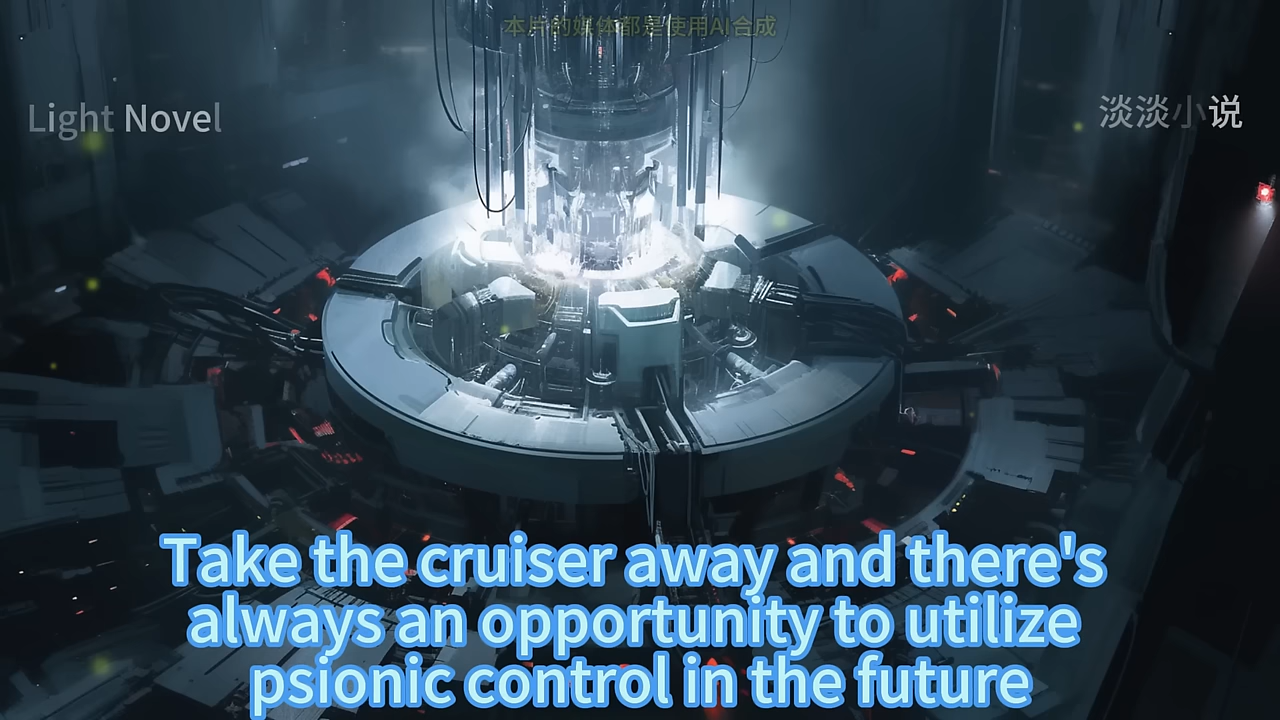 本片的媒体都是使用AI合成
Light Novel
淡淡小说
Take the cruiser away and there's
always an opportunity to utilize
psionic control in the future